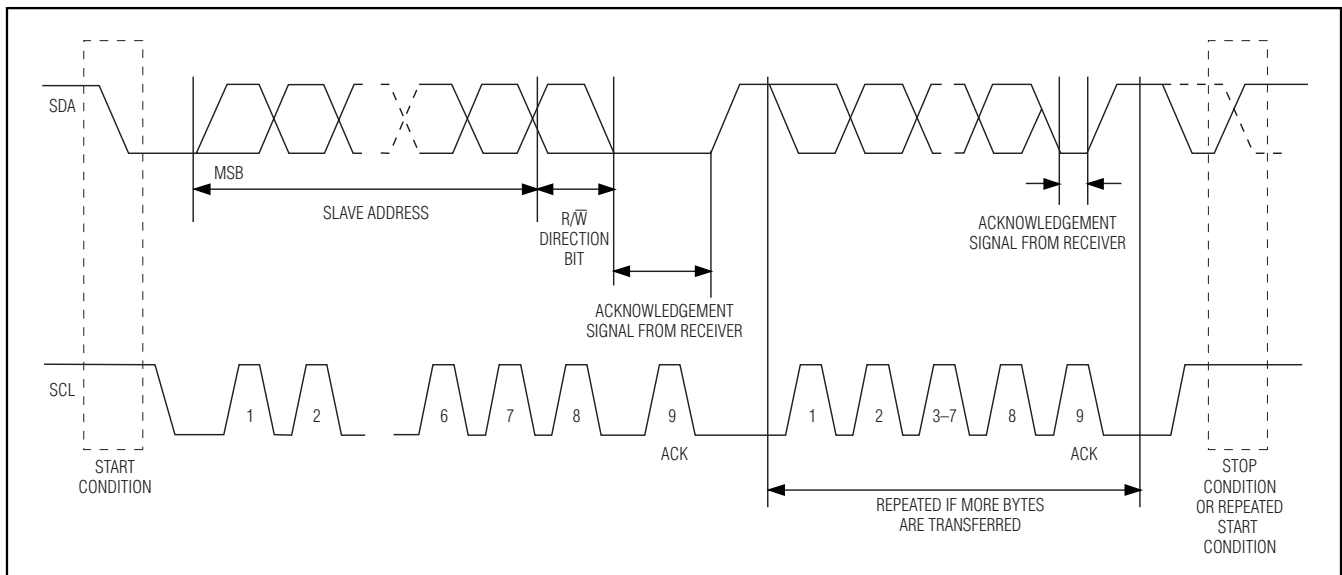 SDA
MSB
SLAVE ADDRESS
R/W̅
DIRECTION
BIT
ACKNOWLEDGEMENT
SIGNAL FROM RECEIVER
ACKNOWLEDGEMENT
SIGNAL FROM RECEIVER
SCL
1 2 6 7 8 9 1 2 3–7 8 9
ACK ACK
START
CONDITION
REPEATED IF MORE BYTES
ARE TRANSFERRED
STOP
CONDITION
OR REPEATED
START
CONDITION